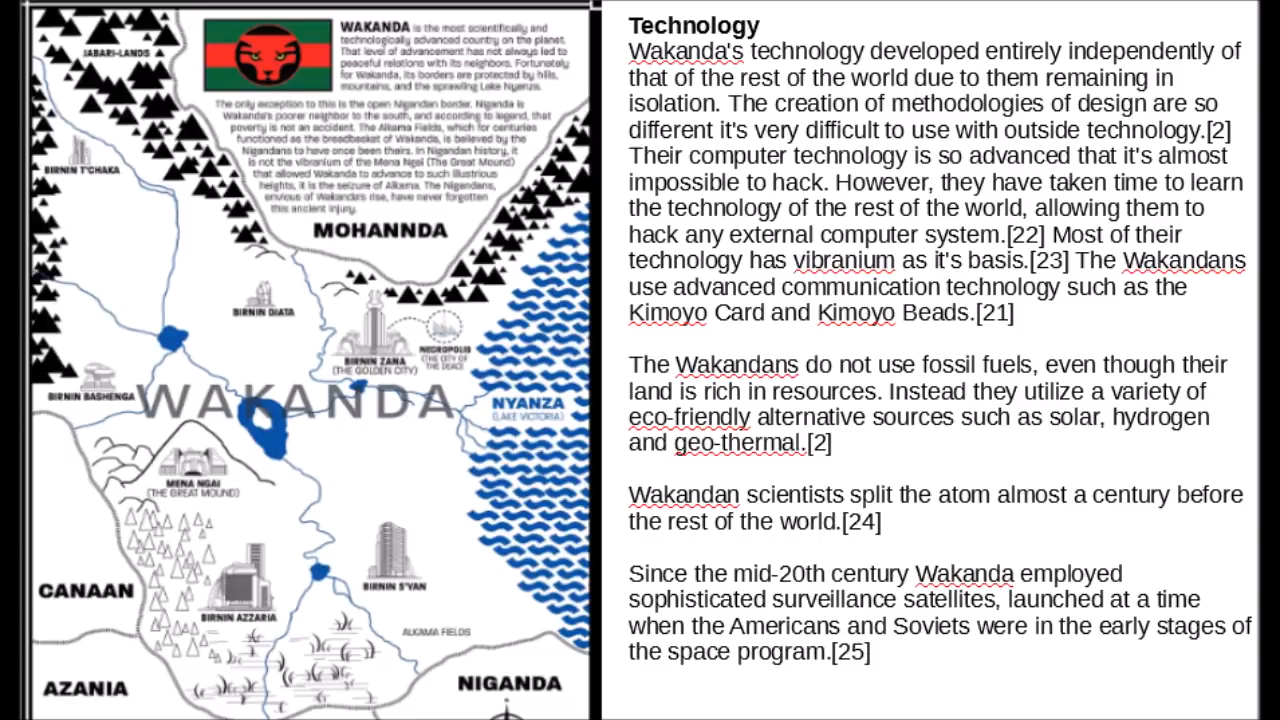 WAKANDA is the most scientifically and
technologically advanced country on the planet.
That level of advancement has not always led to
peaceful relations with its neighbors. Fortunately
for Wakanda, its borders are protected by hills,
mountains, and the sprawling Lake Nyanza.
The only exception to this is the open Nigandan border. Niganda is
Wakanda's poorer neighbor to the south, and according to legend, that
poverty is not an accident. The Alkama Fields, which for centuries
functioned as the breadbasket of Wakanda, is believed by the
Nigandans to have once been theirs. In Nigandan history, it
is not the vibranium of the Mena Ngai (The Great Mound)
that allowed Wakanda to advance to such illustrious
heights, it is the seizure of Alkama. The Nigandans,
envious of Wakanda's rise, have never forgotten
this ancient injury.
JABARI-LANDS
BIRNIN T'CHAKA
MOHANNDA
BIRNIN DJATA
BIRNIN ZANA
(THE GOLDEN CITY)
NECROPOLIS
(THE CITY OF
THE DEAD)
BIRNIN BASHENGA
WAKANDA
NYANZA
(LAKE VICTORIA)
MENA NGAI
(THE GREAT MOUND)
CANAAN
BIRNIN AZZARIA
BIRNIN S'YAN
ALKAMA FIELDS
AZANIA
NIGANDA
Technology
Wakanda's technology developed entirely independently of
that of the rest of the world due to them remaining in
isolation. The creation of methodologies of design are so
different it's very difficult to use with outside technology.[2]
Their computer technology is so advanced that it's almost
impossible to hack. However, they have taken time to learn
the technology of the rest of the world, allowing them to
hack any external computer system.[22] Most of their
technology has vibranium as it's basis.[23] The Wakandans
use advanced communication technology such as the
Kimoyo Card and Kimoyo Beads.[21]
The Wakandans do not use fossil fuels, even though their
land is rich in resources. Instead they utilize a variety of
eco-friendly alternative sources such as solar, hydrogen
and geo-thermal.[2]
Wakandan scientists split the atom almost a century before
the rest of the world.[24]
Since the mid-20th century Wakanda employed
sophisticated surveillance satellites, launched at a time
when the Americans and Soviets were in the early stages of
the space program.[25]